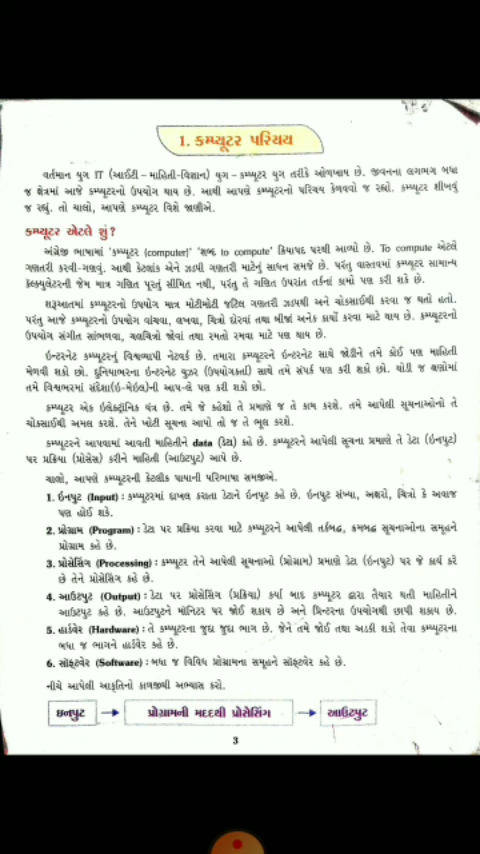 1. કમ્પ્યૂટર પરિચય
વર્તમાન યુગ IT (આઈટી – માહિતી-વિજ્ઞાન) યુગ – કમ્પ્યૂટર યુગ તરીકે ઓળખાય છે. જીવનના લગભગ બધા
જ ક્ષેત્રમાં આજે કમ્પ્યૂટરનો ઉપયોગ થાય છે. આથી આપણે કમ્પ્યૂટરનો પરિચય કેળવવો જ રહ્યો. કમ્પ્યૂટર શીખવું
જ રહ્યું. તો ચાલો, આપણે કમ્પ્યૂટર વિશે જાણીએ.
કમ્પ્યૂટર એટલે શું?
અંગ્રેજી ભાષામાં 'કમ્પ્યૂટર (computer)' 'શબ્દ to compute' ક્રિયાપદ પરથી આવ્યો છે. To compute એટલે
ગણતરી કરવી-ગણવું. આથી કેટલાંક એને ઝડપી ગણતરી માટેનું સાધન સમજે છે. પરંતુ વાસ્તવમાં કમ્પ્યૂટર સામાન્ય
કૅલ્ક્યુલેટરની જેમ માત્ર ગણિત પૂરતું સીમિત નથી, પરંતુ તે ગણિત ઉપરાંત તર્કનાં કામો પણ કરી શકે છે.
શરૂઆતમાં કમ્પ્યૂટરનો ઉપયોગ માત્ર મોટીમોટી જટિલ ગણતરી ઝડપથી અને ચોકસાઈથી કરવા જ થતો હતો.
પરંતુ આજે કમ્પ્યૂટરનો ઉપયોગ વાંચવા, લખવા, ચિત્રો દોરવાં તથા બીજાં અનેક કાર્યો કરવા માટે થાય છે. કમ્પ્યૂટરનો
ઉપયોગ સંગીત સાંભળવા, ચલચિત્રો જોવાં તથા રમતો રમવા માટે પણ થાય છે.
ઇન્ટરનેટ કમ્પ્યૂટરનું વિશ્વવ્યાપી નેટવર્ક છે. તમારા કમ્પ્યૂટરને ઇન્ટરનેટ સાથે જોડીને તમે કોઈ પણ માહિતી
મેળવી શકો છો. દુનિયાભરના ઇન્ટરનેટ યુઝર (ઉપયોગકર્તા) સાથે તમે સંપર્ક પણ કરી શકો છો. થોડી જ ક્ષણોમાં
તમે વિશ્વભરમાં સંદેશા(ઇ-મેઇલ)ની આપ-લે પણ કરી શકો છો.
કમ્પ્યૂટર એક ઇલેક્ટ્રૉનિક યંત્ર છે. તમે જે કહેશો તે પ્રમાણે જ તે કામ કરશે. તમે આપેલી સૂચનાઓનો તે
ચોકસાઈથી અમલ કરશે. તેને ખોટી સૂચના આપો તો જ તે ભૂલ કરશે.
કમ્પ્યૂટરને આપવામાં આવતી માહિતીને data (ડેટા) કહે છે. કમ્પ્યૂટરને આપેલી સૂચના પ્રમાણે તે ડેટા (ઇનપુટ)
પર પ્રક્રિયા (પ્રોસેસ) કરીને માહિતી (આઉટપુટ) આપે છે.
ચાલો, આપણે કમ્પ્યૂટરની કેટલીક પાયાની પરિભાષા સમજીએ.
1. ઇનપુટ (Input) : કમ્પ્યૂટરમાં દાખલ કરાતા ડેટાને ઇનપુટ કહે છે. ઇનપુટ સંખ્યા, અક્ષરો, ચિત્રો કે અવાજ
પણ હોઈ શકે.
2. પ્રોગ્રામ (Program) : ડેટા પર પ્રક્રિયા કરવા માટે કમ્પ્યૂટરને આપેલી તર્કબદ્ધ, ક્રમબદ્ધ સૂચનાઓના સમૂહને
પ્રોગ્રામ કહે છે.
3. પ્રોસેસિંગ (Processing) : કમ્પ્યૂટર તેને આપેલી સૂચનાઓ (પ્રોગ્રામ) પ્રમાણે ડેટા (ઇનપુટ) પર જે કાર્ય કરે
છે તેને પ્રોસેસિંગ કહે છે.
4. આઉટપુટ (Output) : ડેટા પર પ્રોસેસિંગ (પ્રક્રિયા) કર્યા બાદ કમ્પ્યૂટર દ્વારા તૈયાર થતી માહિતીને
આઉટપુટ કહે છે. આઉટપુટને મૉનિટર પર જોઈ શકાય છે અને પ્રિન્ટરના ઉપયોગથી છાપી શકાય છે.
5. હાર્ડવેર (Hardware) : તે કમ્પ્યૂટરના જુદા જુદા ભાગ છે. જેને તમે જોઈ તથા અડકી શકો તેવા કમ્પ્યૂટરના
બધા જ ભાગને હાર્ડવેર કહે છે.
6. સૉફ્ટવેર (Software) : બધા જ વિવિધ પ્રોગ્રામના સમૂહને સૉફ્ટવેર કહે છે.
નીચે આપેલી આકૃતિનો કાળજીથી અભ્યાસ કરો.
ઇનપુટ → પ્રોગ્રામની મદદથી પ્રોસેસિંગ → આઉટપુટ
3